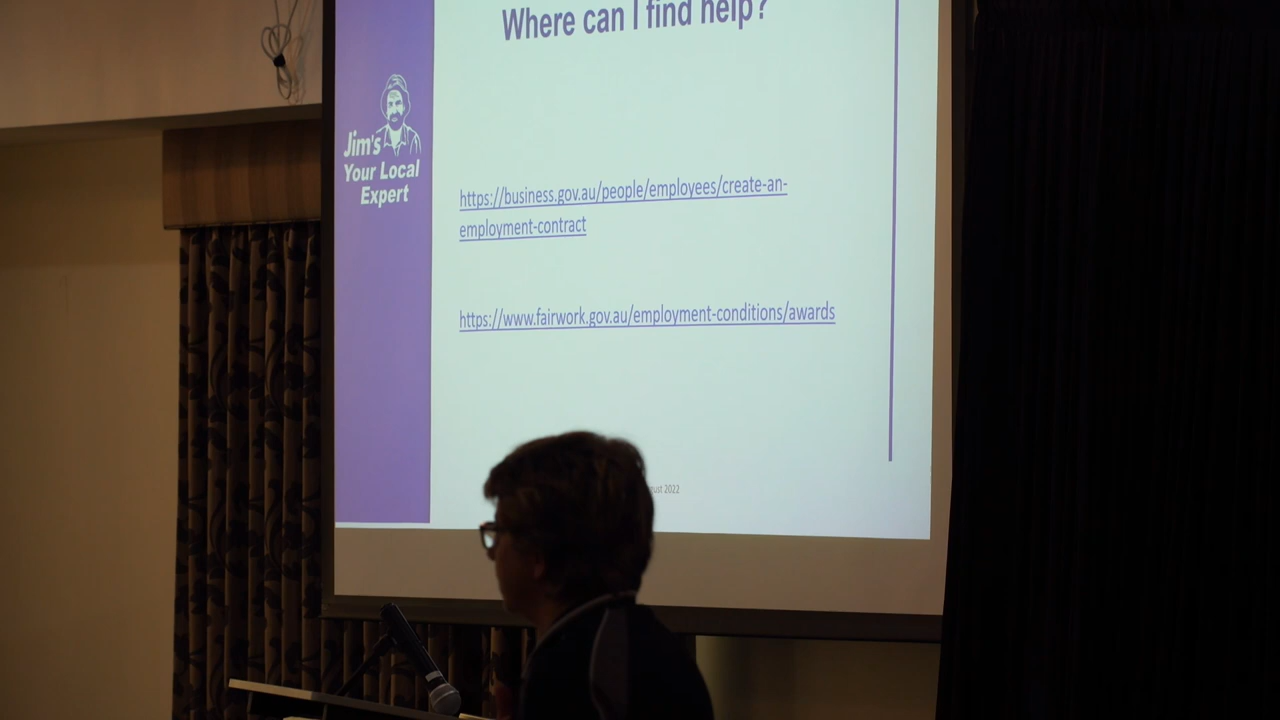 Where can I find help?
Jim's
Your Local
Expert
https://business.gov.au/people/employees/create-an-
employment-contract
https://www.fairwork.gov.au/employment-conditions/awards
2022